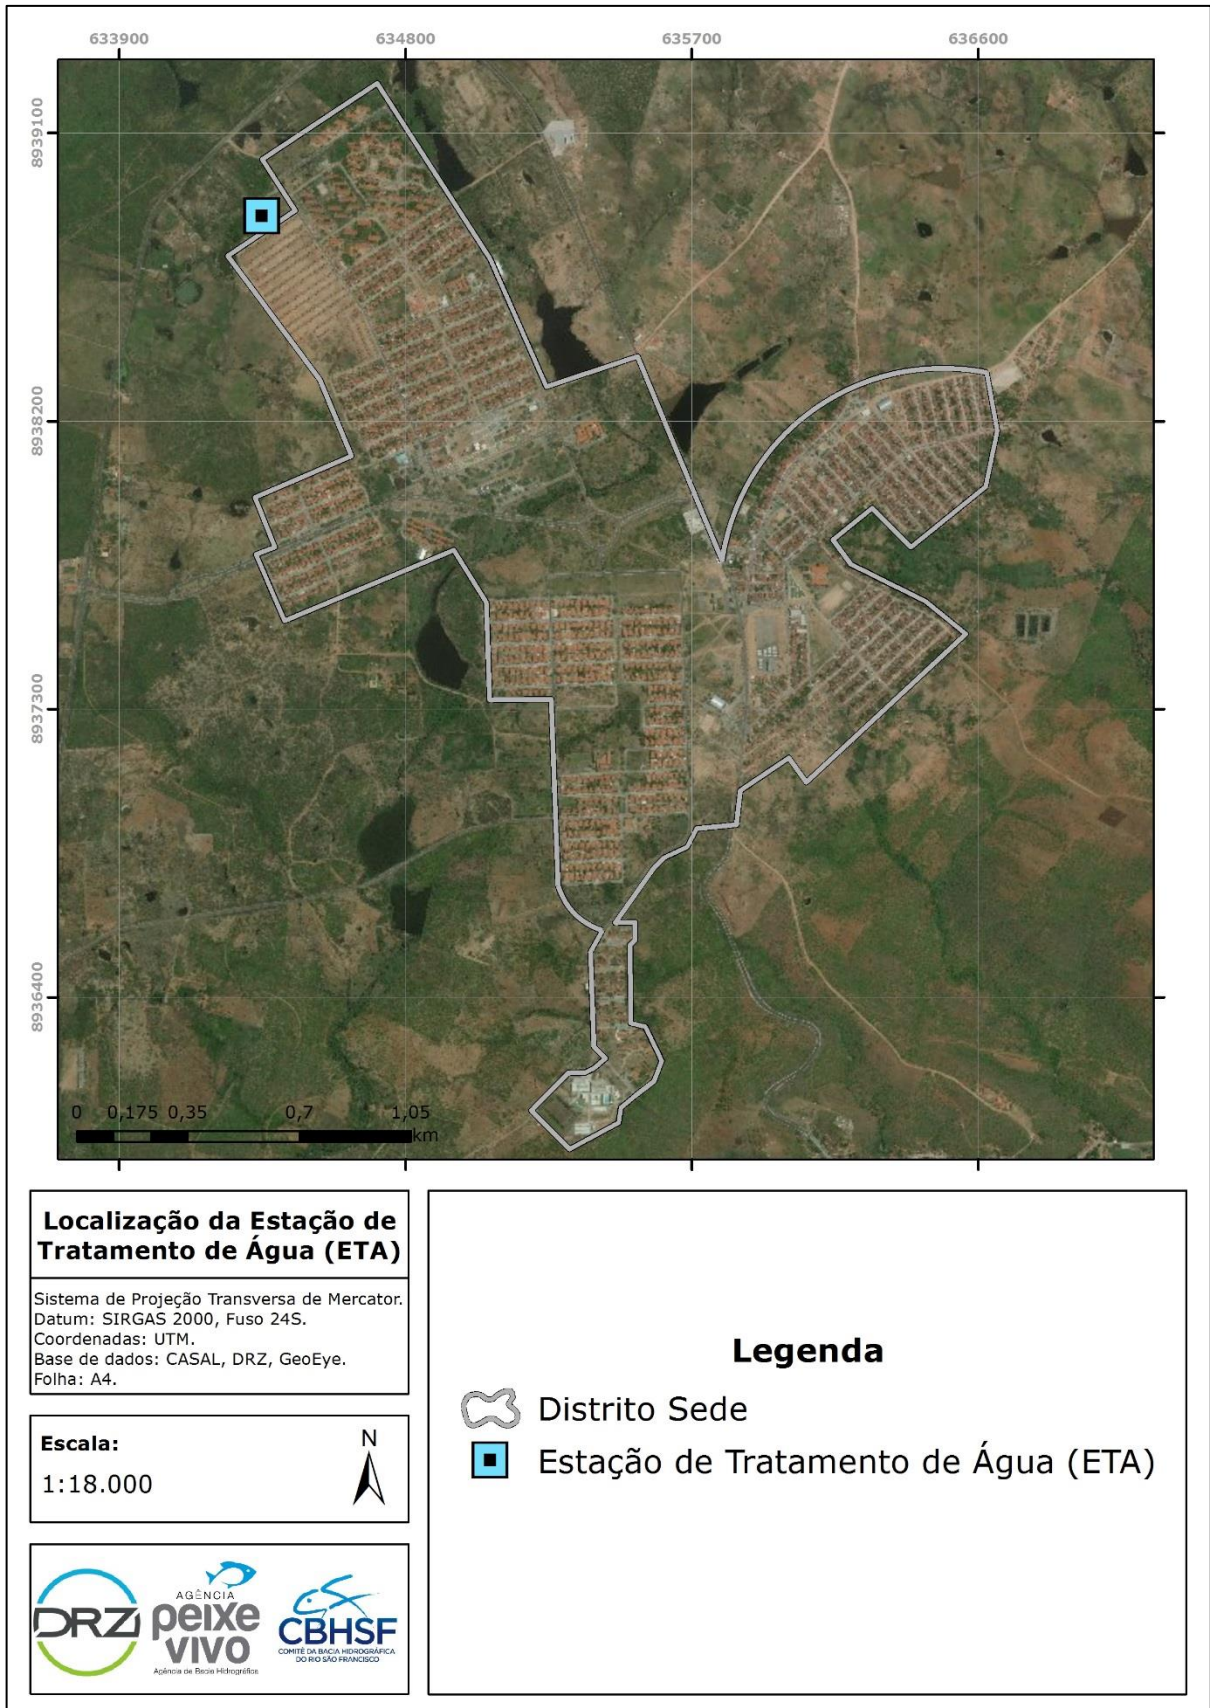 633900 634800 635700 636600
8939100
8938200
8937300
8936400
0 0,175 0,35 0,7 1,05
km
Localização da Estação de
Tratamento de Água (ETA)
Sistema de Projeção Transversa de Mercator.
Datum: SIRGAS 2000, Fuso 24S.
Coordenadas: UTM.
Base de dados: CASAL, DRZ, GeoEye.
Folha: A4.
Escala:
1:18.000
N
Legenda
Distrito Sede
Estação de Tratamento de Água (ETA)
DRZ
AGÊNCIA
peixe
vivo
Agência de Bacia Hidrográfica
CBHSF
COMITÊ DA BACIA HIDROGRÁFICA
DO RIO SÃO FRANCISCO